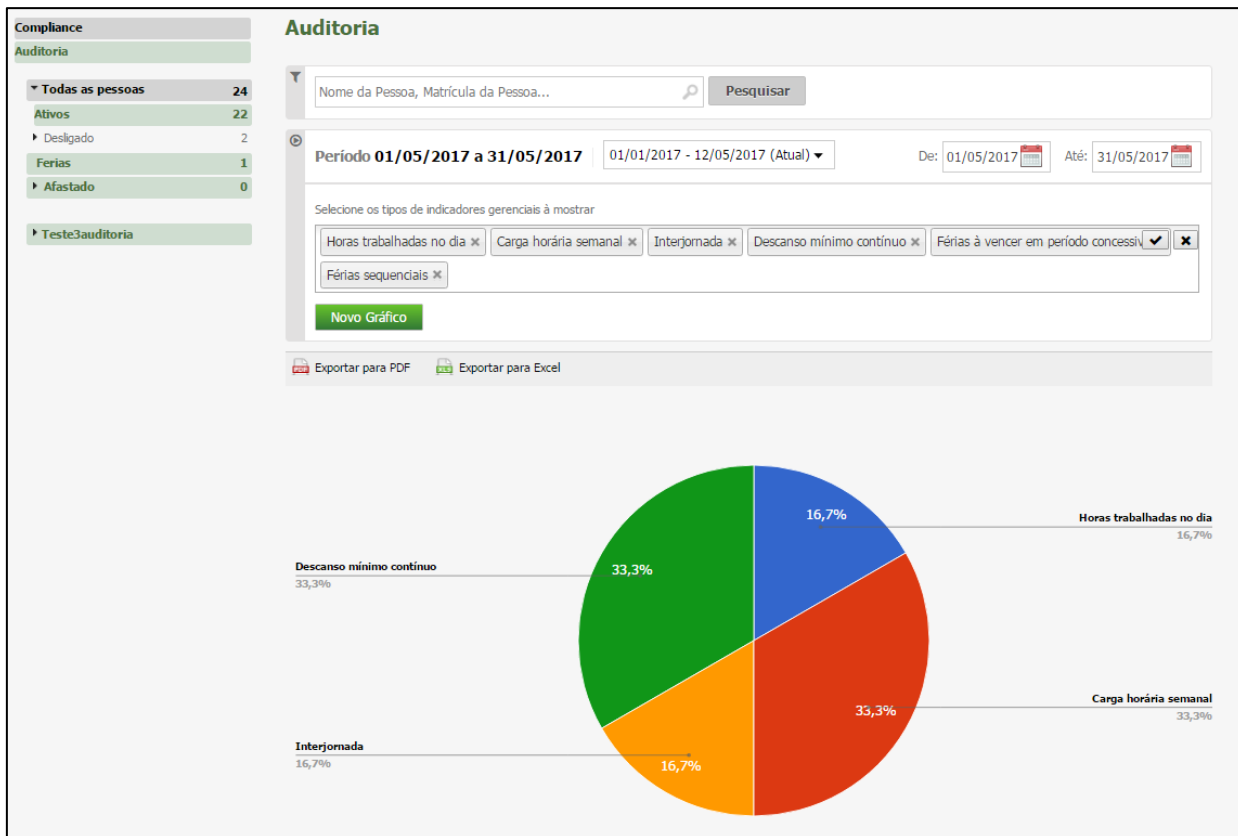 Compliance
Auditoria
Todas as pessoas 24
Ativos 22
Desligado 2
Ferias 1
Afastado 0
Teste3auditoria
Auditoria
Nome da Pessoa, Matrícula da Pessoa... Pesquisar
Período 01/05/2017 a 31/05/2017 01/01/2017 - 12/05/2017 (Atual) De: 01/05/2017 Até: 31/05/2017
Selecione os tipos de indicadores gerenciais à mostrar
Horas trabalhadas no dia Carga horária semanal Interjornada Descanso mínimo contínuo Férias à vencer em período concessiv
Férias sequenciais
Novo Gráfico
Exportar para PDF Exportar para Excel
16,7% Horas trabalhadas no dia
16,7%
Descanso mínimo contínuo 33,3%
33,3%
33,3% Carga horária semanal
33,3%
Interjornada
16,7% 16,7%